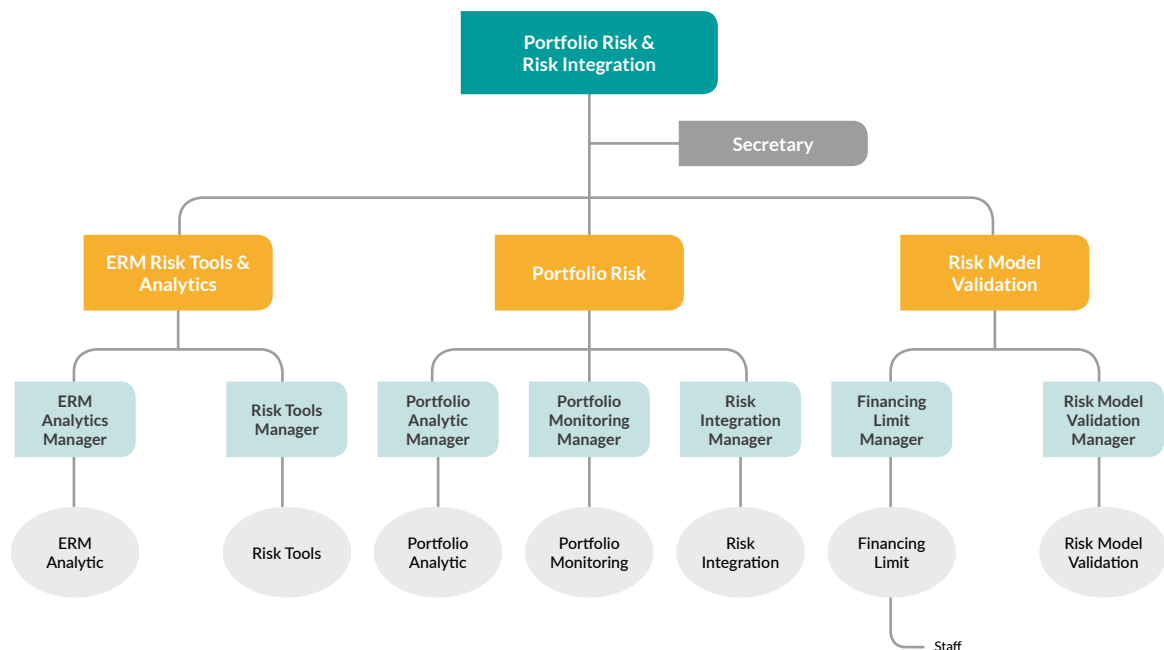 Portfolio Risk &
Risk Integration
Secretary
ERM Risk Tools &
Analytics
Portfolio Risk
Risk Model
Validation
ERM
Analytics
Manager
Risk Tools
Manager
Portfolio
Analytic
Manager
Portfolio
Monitoring
Manager
Risk
Integration
Manager
Financing
Limit
Manager
Risk Model
Validation
Manager
ERM
Analytic
Risk Tools
Portfolio
Analytic
Portfolio
Monitoring
Risk
Integration
Financing
Limit
Risk Model
Validation
Staff